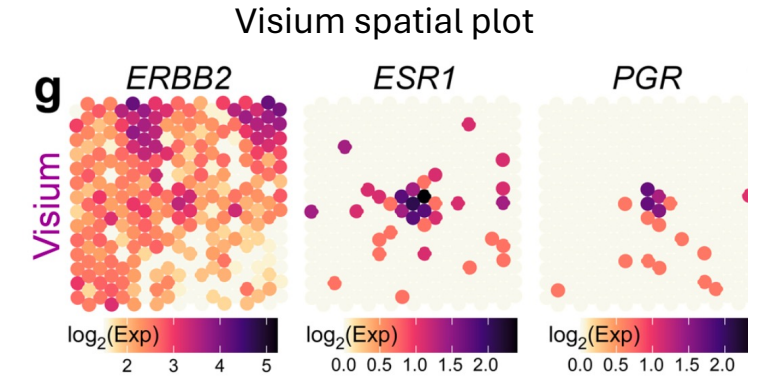 Visium spatial plot
g
ERBB2 ESR1 PGR
Visium
log₂(Exp) log₂(Exp) log₂(Exp)
2 3 4 5 0.0 0.5 1.0 1.5 2.0 0.0 0.5 1.0 1.5 2.0